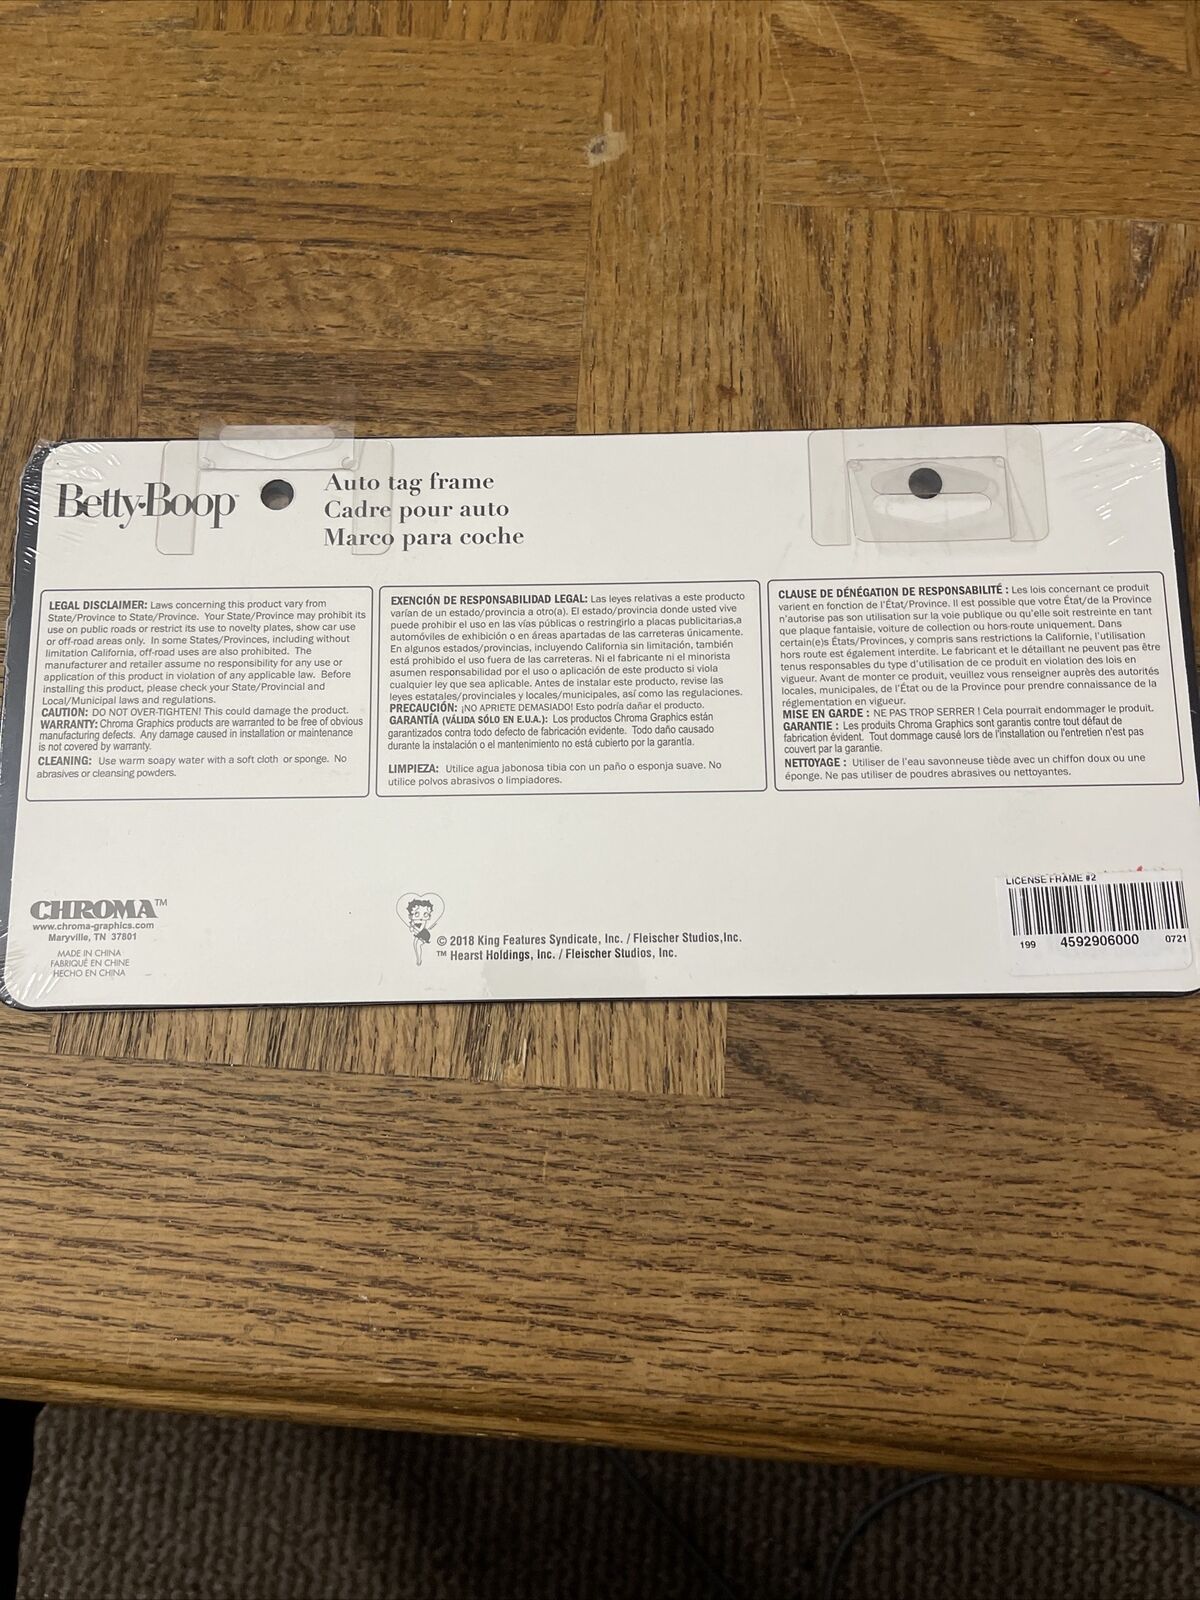 Betty•Boop™
Auto tag frame
Cadre pour auto
Marco para coche
LEGAL DISCLAIMER: Laws concerning this product vary from
State/Province to State/Province. Your State/Province may prohibit its
use on public roads or restrict its use to novelty plates, show car use
or off-road areas only. In some States/Provinces, including without
limitation California, off-road uses are also prohibited. The
manufacturer and retailer assume no responsibility for any use or
application of this product in violation of any applicable law. Before
installing this product, please check your State/Provincial and
Local/Municipal laws and regulations.
CAUTION: DO NOT OVER-TIGHTEN! This could damage the product.
WARRANTY: Chroma Graphics products are warranted to be free of obvious
manufacturing defects. Any damage caused in installation or maintenance
is not covered by warranty.
CLEANING: Use warm soapy water with a soft cloth or sponge. No
abrasives or cleansing powders.
EXENCIÓN DE RESPONSABILIDAD LEGAL: Las leyes relativas a este producto
varían de un estado/provincia a otro(a). El estado/provincia donde usted vive
puede prohibir el uso en las vías públicas o restringirlo a placas publicitarias,a
automóviles de exhibición o en áreas apartadas de las carreteras únicamente.
En algunos estados/provincias, incluyendo California sin limitación, también
está prohibido el uso fuera de las carreteras. Ni el fabricante ni el minorista
asumen responsabilidad por el uso o aplicación de este producto si viola
cualquier ley que sea aplicable. Antes de instalar este producto, revise las
leyes estatales/provinciales y locales/municipales, así como las regulaciones.
PRECAUCIÓN: ¡NO APRIETE DEMASIADO! Esto podría dañar el producto.
GARANTÍA (VÁLIDA SÓLO EN E.U.A.): Los productos Chroma Graphics están
garantizados contra todo defecto de fabricación evidente. Todo daño causado
durante la instalación o el mantenimiento no está cubierto por la garantía.
LIMPIEZA: Utilice agua jabonosa tibia con un paño o esponja suave. No
utilice polvos abrasivos o limpiadores.
CLAUSE DE DÉNÉGATION DE RESPONSABILITÉ : Les lois concernant ce produit
varient en fonction de l'État/Province. Il est possible que votre État/de la Province
n'autorise pas son utilisation sur la voie publique ou qu'elle soit restreinte en tant
que plaque fantaisie, voiture de collection ou hors-route uniquement. Dans
certain(e)s États/Provinces, y compris sans restrictions la Californie, l'utilisation
hors route est également interdite. Le fabricant et le détaillant ne peuvent pas être
tenus responsables du type d'utilisation de ce produit en violation des lois en
vigueur. Avant de monter ce produit, veuillez vous renseigner auprès des autorités
locales, municipales, de l'État ou de la Province pour prendre connaissance de la
réglementation en vigueur.
MISE EN GARDE : NE PAS TROP SERRER ! Cela pourrait endommager le produit.
GARANTIE : Les produits Chroma Graphics sont garantis contre tout défaut de
fabrication évident. Tout dommage causé lors de l'installation ou l'entretien n'est pas
couvert par la garantie.
NETTOYAGE : Utiliser de l'eau savonneuse tiède avec un chiffon doux ou une
éponge. Ne pas utiliser de poudres abrasives ou nettoyantes.
CHROMA™
www.chroma-graphics.com
Maryville, TN 37801
MADE IN CHINA
FABRIQUÉ EN CHINE
HECHO EN CHINA
© 2018 King Features Syndicate, Inc. / Fleischer Studios,Inc.
™ Hearst Holdings, Inc. / Fleischer Studios, Inc.
LICENSE FRAME #2
199 4592906000 0721